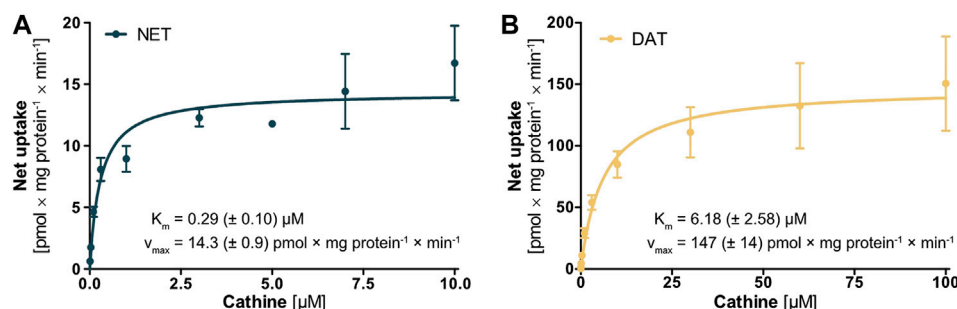 A
NET
Net uptake
[pmol × mg protein⁻¹ × min⁻¹]
20
15
10
5
0
Kₘ = 0.29 (± 0.10) µM
vₘₐₓ = 14.3 (± 0.9) pmol × mg protein⁻¹ × min⁻¹
0.0 2.5 5.0 7.5 10.0
Cathine [µM]
B
DAT
Net uptake
[pmol × mg protein⁻¹ × min⁻¹]
200
150
100
50
0
Kₘ = 6.18 (± 2.58) µM
vₘₐₓ = 147 (± 14) pmol × mg protein⁻¹ × min⁻¹
0 25 50 75 100
Cathine [µM]